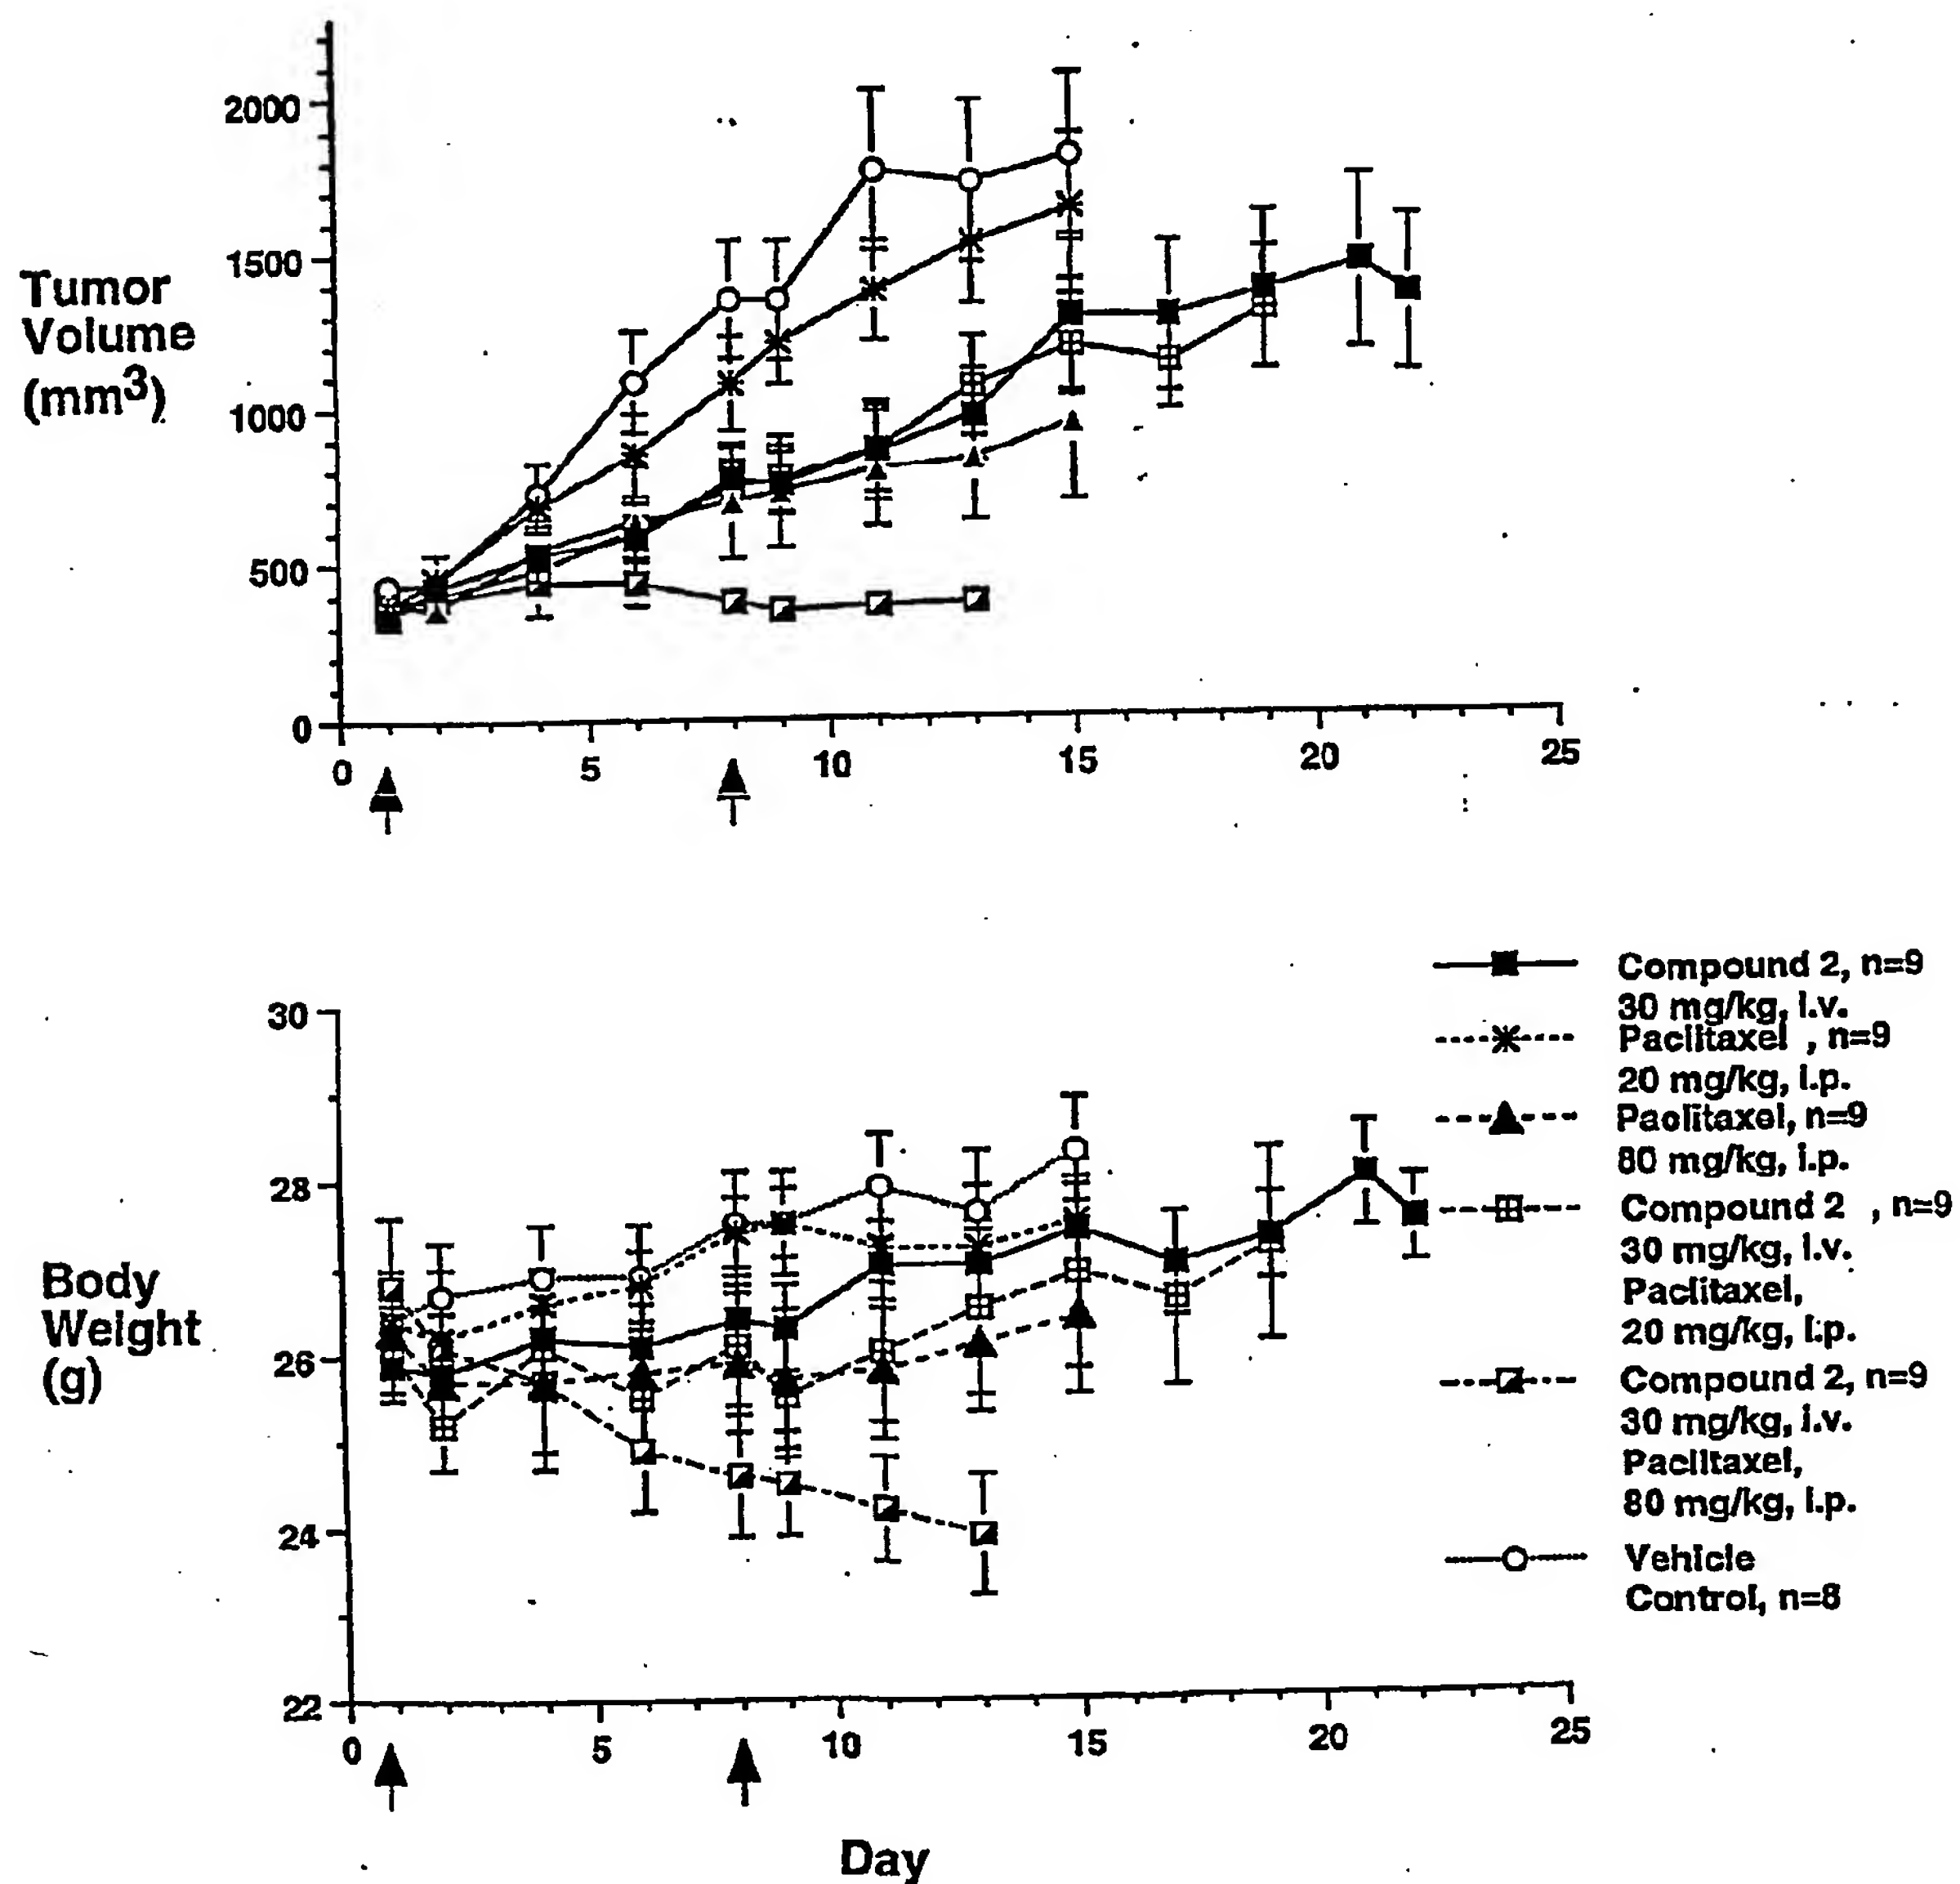 Tumor
Volume
(mm3)
2000
1500
1000
500
0
0 5 10 15 20 25
Body
Weight
(g)
30
28
26
24
22
0 5 10 15 20 25
Day
Compound 2, n=9
30 mg/kg, i.v.
Paclitaxel , n=9
20 mg/kg, i.p.
Paclitaxel, n=9
80 mg/kg, i.p.
Compound 2 , n=9
30 mg/kg, i.v.
Paclitaxel,
20 mg/kg, i.p.
Compound 2, n=9
30 mg/kg, i.v.
Paclitaxel,
80 mg/kg, i.p.
Vehicle
Control, n=8